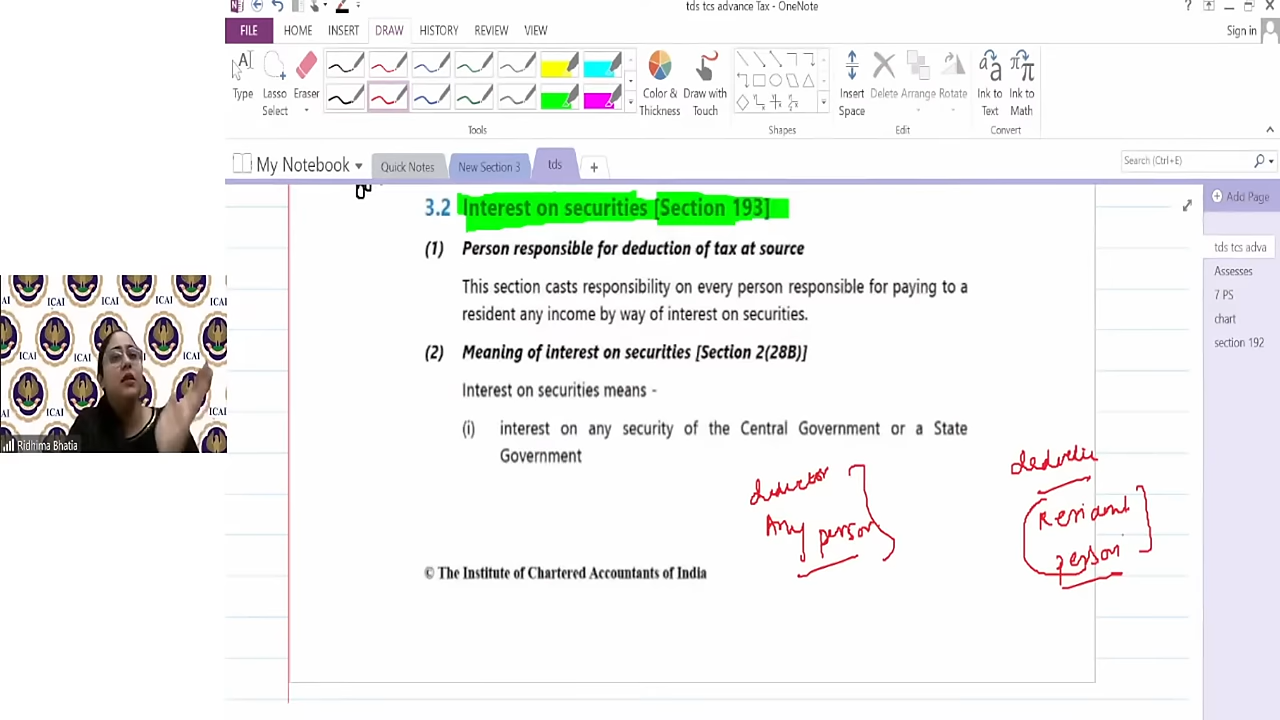 tds tcs advance Tax - OneNote
Sign in
FILE HOME INSERT DRAW HISTORY REVIEW VIEW
Type Lasso Select Eraser Color & Thickness Draw with Touch Insert Space Delete Arrange Rotate Ink to Text Ink to Math
Tools Shapes Edit Convert
My Notebook Quick Notes New Section 3 tds Search (Ctrl+E)
Add Page
tds tcs adva
Assesses
7 PS
chart
section 192
3.2 Interest on securities [Section 193]
(1) Person responsible for deduction of tax at source
This section casts responsibility on every person responsible for paying to a
resident any income by way of interest on securities.
(2) Meaning of interest on securities [Section 2(28B)]
Interest on securities means -
(i) interest on any security of the Central Government or a State
Government
deductor
Any person
Resident
person
© The Institute of Chartered Accountants of India
ICAI
ICAI
ICAI
Ridhima Bhatia